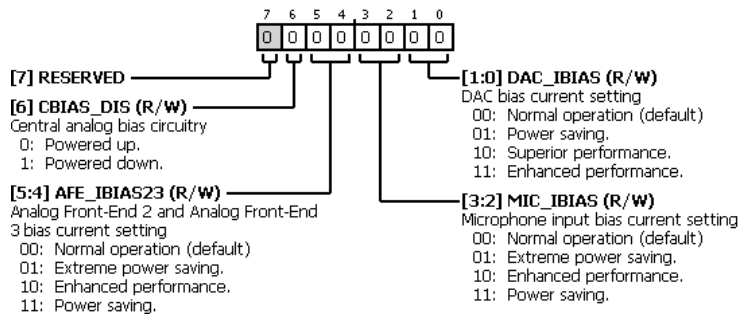 7 6 5 4 3 2 1 0
0 0 0 0 0 0 0 0
[7] RESERVED
[6] CBIAS_DIS (R/W)
Central analog bias circuitry
0: Powered up.
1: Powered down.
[5:4] AFE_IBIAS23 (R/W)
Analog Front-End 2 and Analog Front-End
3 bias current setting
00: Normal operation (default)
01: Extreme power saving.
10: Enhanced performance.
11: Power saving.
[1:0] DAC_IBIAS (R/W)
DAC bias current setting
00: Normal operation (default)
01: Power saving.
10: Superior performance.
11: Enhanced performance.
[3:2] MIC_IBIAS (R/W)
Microphone input bias current setting
00: Normal operation (default)
01: Extreme power saving.
10: Enhanced performance.
11: Power saving.